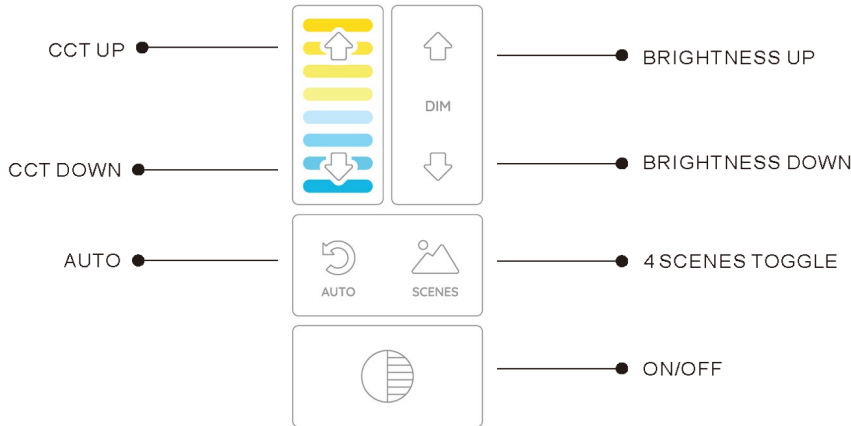 CCT UP
BRIGHTNESS UP
DIM
CCT DOWN
BRIGHTNESS DOWN
AUTO
4 SCENES TOGGLE
AUTO
SCENES
ON/OFF